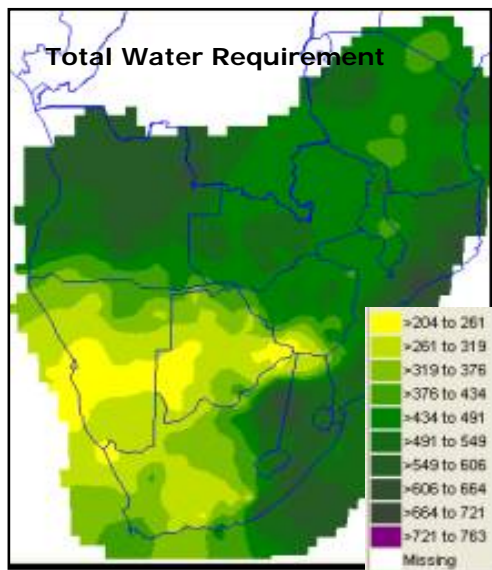 Total Water Requirement
>204 to 261
>261 to 319
>319 to 376
>376 to 434
>434 to 491
>491 to 549
>549 to 606
>606 to 664
>664 to 721
>721 to 763
Missing